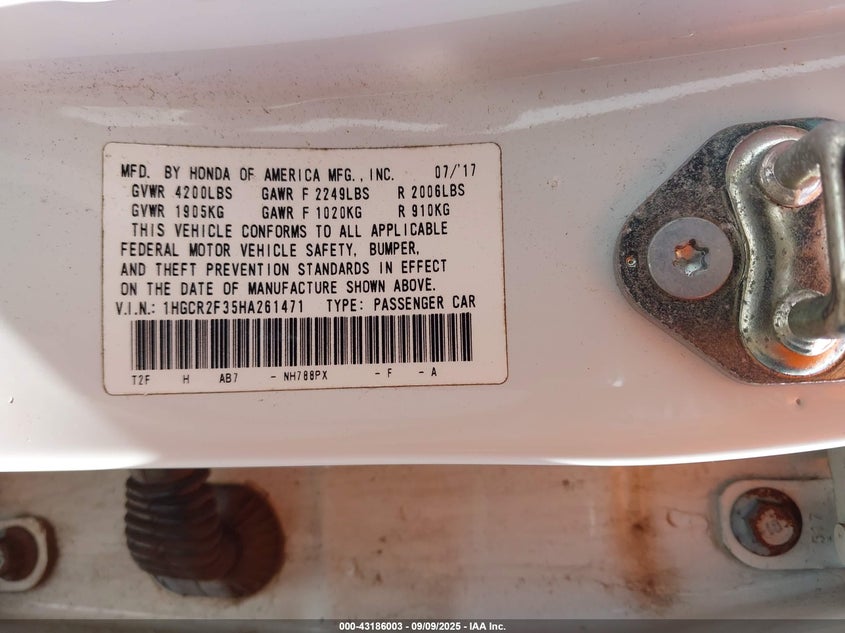 MFD. BY HONDA OF AMERICA MFG., INC. 07/'17
GVWR 4200LBS GAWR F 2249LBS R 2006LBS
GVWR 1905KG GAWR F 1020KG R 910KG
THIS VEHICLE CONFORMS TO ALL APPLICABLE
FEDERAL MOTOR VEHICLE SAFETY, BUMPER,
AND THEFT PREVENTION STANDARDS IN EFFECT
ON THE DATE OF MANUFACTURE SHOWN ABOVE.
V.I.N.: 1HGCR2F35HA261471 TYPE: PASSENGER CAR
T2F H AB7 - NH788PX - F - A
000-43186003 - 09/09/2025 - IAA Inc.